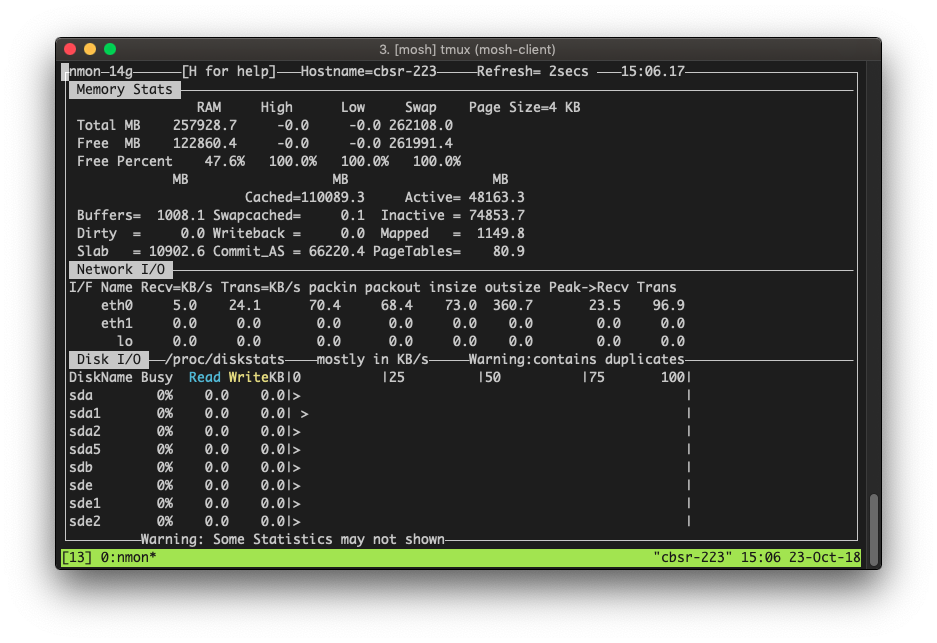 3. [mosh] tmux (mosh-client)
nmon-14g [H for help] Hostname=cbsr-223 Refresh= 2secs 15:06.17
Memory Stats
RAM High Low Swap Page Size=4 KB
Total MB 257928.7 -0.0 -0.0 262108.0
Free MB 122860.4 -0.0 -0.0 261991.4
Free Percent 47.6% 100.0% 100.0% 100.0%
MB MB MB
Cached=110089.3 Active= 48163.3
Buffers= 1008.1 Swapcached= 0.1 Inactive = 74853.7
Dirty = 0.0 Writeback = 0.0 Mapped = 1149.8
Slab = 10902.6 Commit_AS = 66220.4 PageTables= 80.9
Network I/O
I/F Name Recv=KB/s Trans=KB/s packin packout insize outsize Peak->Recv Trans
eth0 5.0 24.1 70.4 68.4 73.0 360.7 23.5 96.9
eth1 0.0 0.0 0.0 0.0 0.0 0.0 0.0 0.0
lo 0.0 0.0 0.0 0.0 0.0 0.0 0.0 0.0
Disk I/O /proc/diskstats mostly in KB/s Warning:contains duplicates
DiskName Busy Read WriteKB|0 |25 |50 |75 100|
sda 0% 0.0 0.0|> |
sda1 0% 0.0 0.0| > |
sda2 0% 0.0 0.0|> |
sda5 0% 0.0 0.0|> |
sdb 0% 0.0 0.0|> |
sde 0% 0.0 0.0|> |
sde1 0% 0.0 0.0|> |
sde2 0% 0.0 0.0|> |
Warning: Some Statistics may not shown
[13] 0:nmon* "cbsr-223" 15:06 23-Oct-18